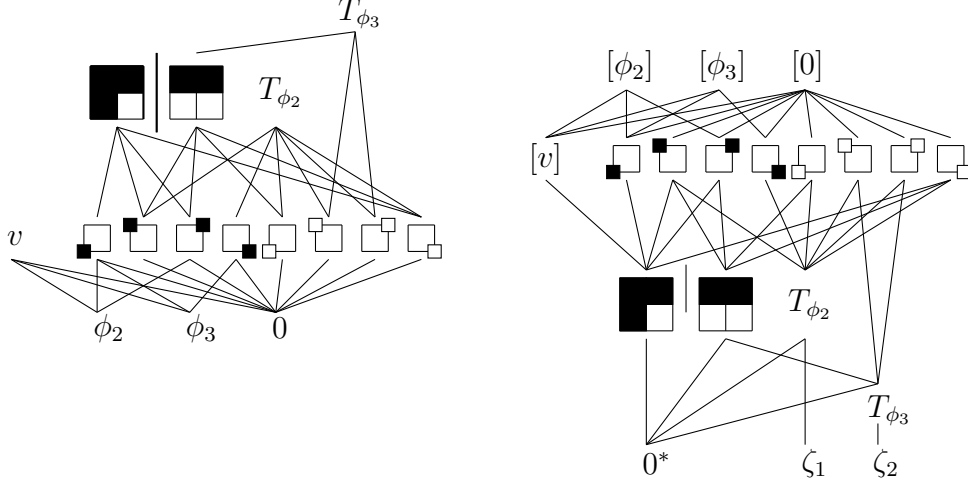 T_{ϕ_3}
T_{ϕ_2}
v
ϕ_2 ϕ_3 0
[ϕ_2] [ϕ_3] [0]
[v]
T_{ϕ_2}
T_{ϕ_3}
0^* ζ_1 ζ_2